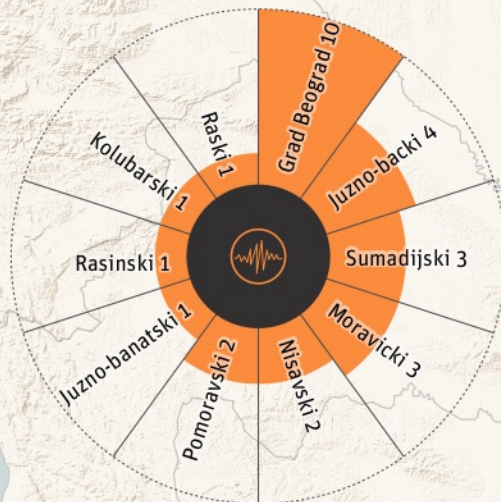 Grad Beograd 10
Juzno-backi 4
Sumadijski 3
Moravicki 3
Nisavski 2
Pomoravski 2
Juzno-banatski 1
Rasinski 1
Kolubarski 1
Raski 1